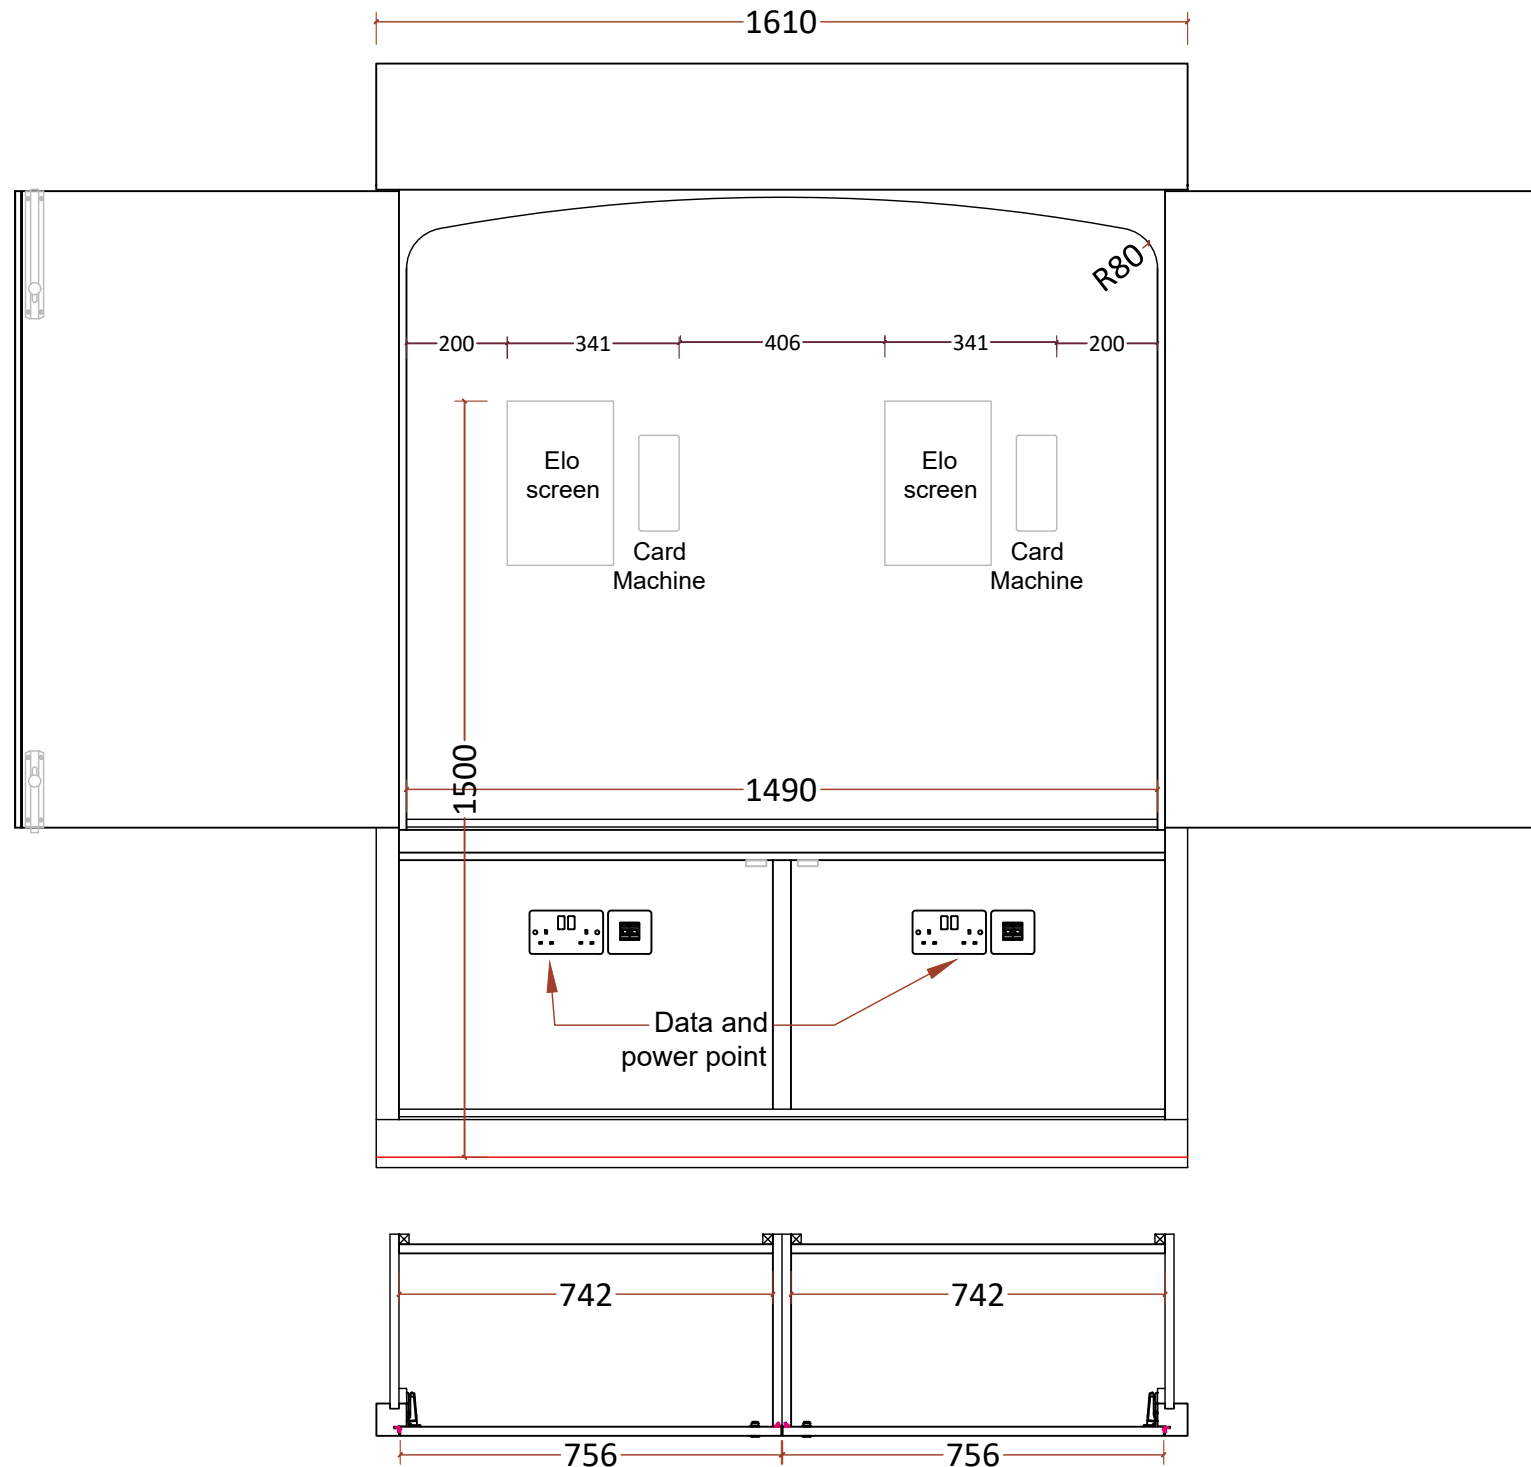 1610
R80
200 341 406 341 200
Elo
screen
Elo
screen
Card
Machine
Card
Machine
1500
1490
Data and
power point
742 742
756 756